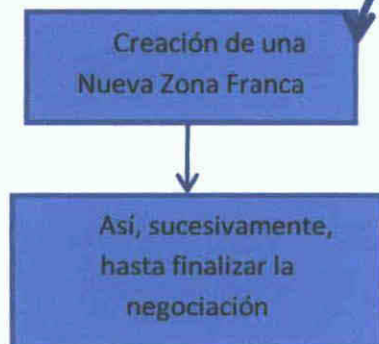 Creación de una
Nueva Zona Franca
Así, sucesivamente,
hasta finalizar la
negociación